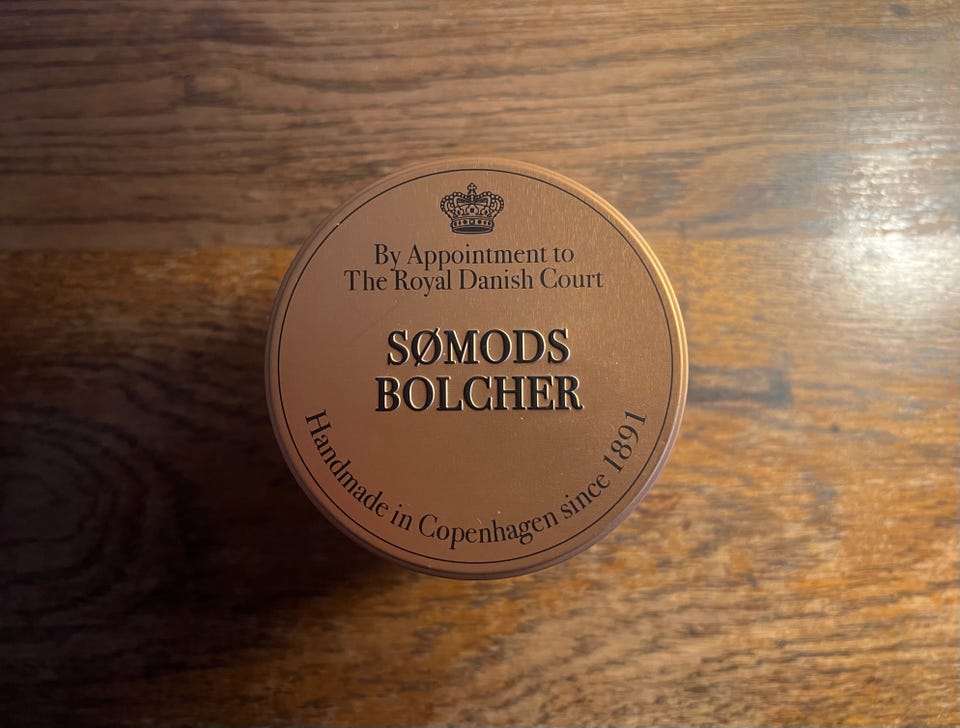 By Appointment to
The Royal Danish Court
SØMODS
BOLCHER
Handmade in Copenhagen since 1891